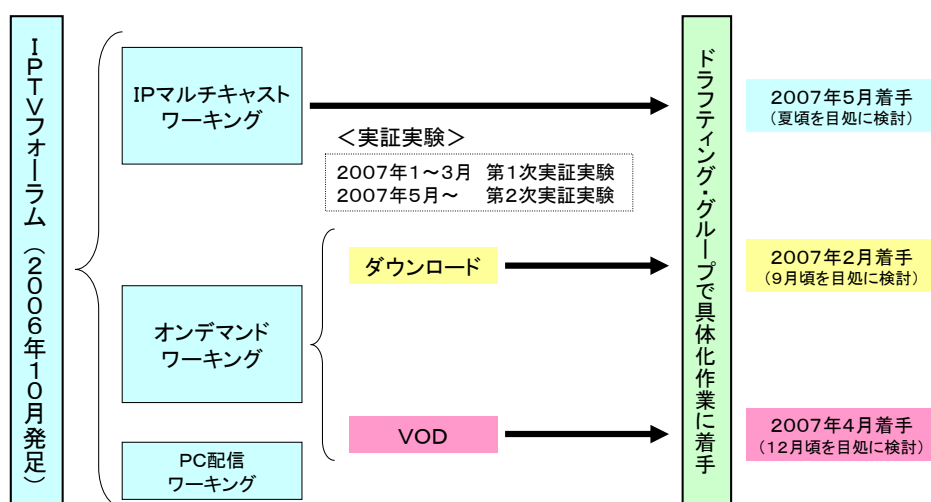 IPTVフォーラム(2006年10月発足)
IPマルチキャスト
ワーキング
<実証実験>
2007年1~3月 第1次実証実験
2007年5月~ 第2次実証実験
オンデマンド
ワーキング
ダウンロード
VOD
PC配信
ワーキング
ドラフティング・グループで具体化作業に着手
2007年5月着手
(夏頃を目処に検討)
2007年2月着手
(9月頃を目処に検討)
2007年4月着手
(12月頃を目処に検討)